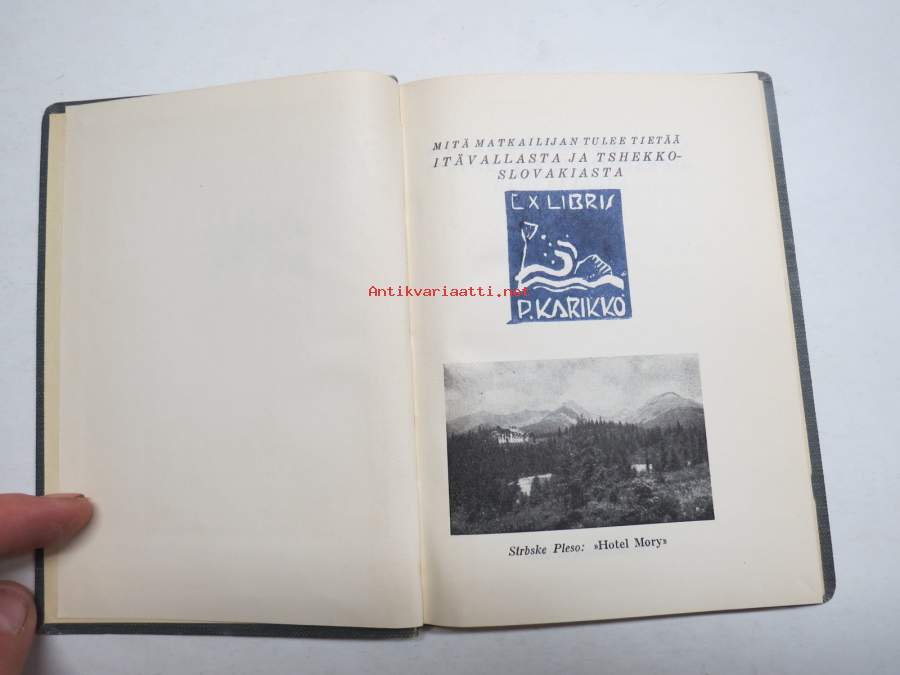 MITÄ MATKAILIJAN TULEE TIETÄÄ
ITÄVALLASTA JA TSHEKKO-
SLOVAKIASTA
EX LIBRIS
P. KARIKKO
Antikvariaatti.net
Strbske Pleso: »Hotel Mory»